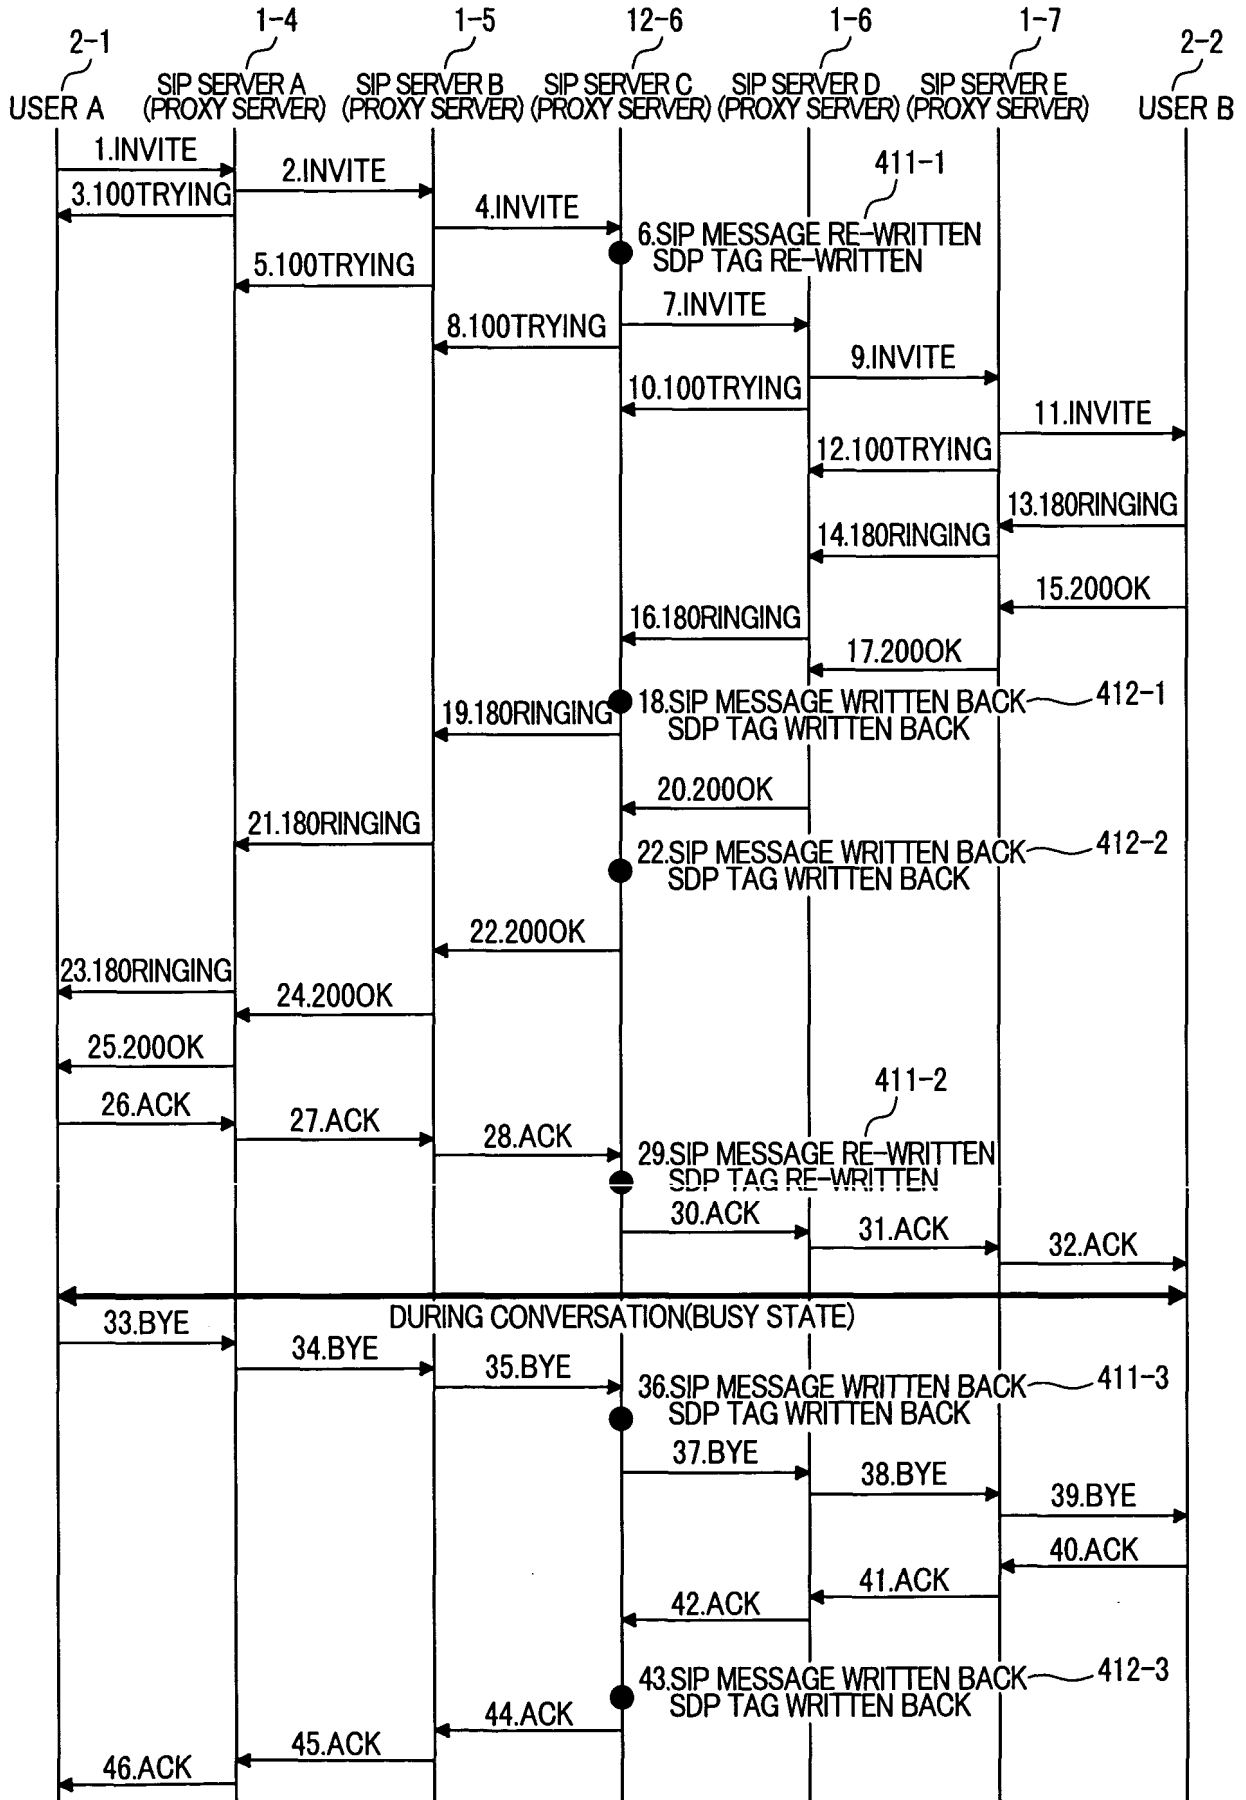 1-4
1-5
12-6
1-6
1-7
2-1
2-2
SIP SERVER A
SIP SERVER B
SIP SERVER C
SIP SERVER D
SIP SERVER E
USER A
(PROXY SERVER)
(PROXY SERVER)
(PROXY SERVER)
(PROXY SERVER)
(PROXY SERVER)
USER B
1.INVITE
2.INVITE
411-1
3.100TRYING
4.INVITE
6.SIP MESSAGE RE-WRITTEN
SDP TAG RE-WRITTEN
5.100TRYING
7.INVITE
8.100TRYING
9.INVITE
10.100TRYING
11.INVITE
12.100TRYING
13.180RINGING
14.180RINGING
15.200OK
16.180RINGING
17.200OK
18.SIP MESSAGE WRITTEN BACK
412-1
19.180RINGING
SDP TAG WRITTEN BACK
20.200OK
21.180RINGING
22.SIP MESSAGE WRITTEN BACK
412-2
SDP TAG WRITTEN BACK
22.200OK
23.180RINGING
24.200OK
25.200OK
411-2
26.ACK
27.ACK
28.ACK
29.SIP MESSAGE RE-WRITTEN
SDP TAG RE-WRITTEN
30.ACK
31.ACK
32.ACK
DURING CONVERSATION(BUSY STATE)
33.BYE
34.BYE
35.BYE
36.SIP MESSAGE WRITTEN BACK
411-3
SDP TAG WRITTEN BACK
37.BYE
38.BYE
39.BYE
40.ACK
41.ACK
42.ACK
43.SIP MESSAGE WRITTEN BACK
412-3
SDP TAG WRITTEN BACK
44.ACK
45.ACK
46.ACK